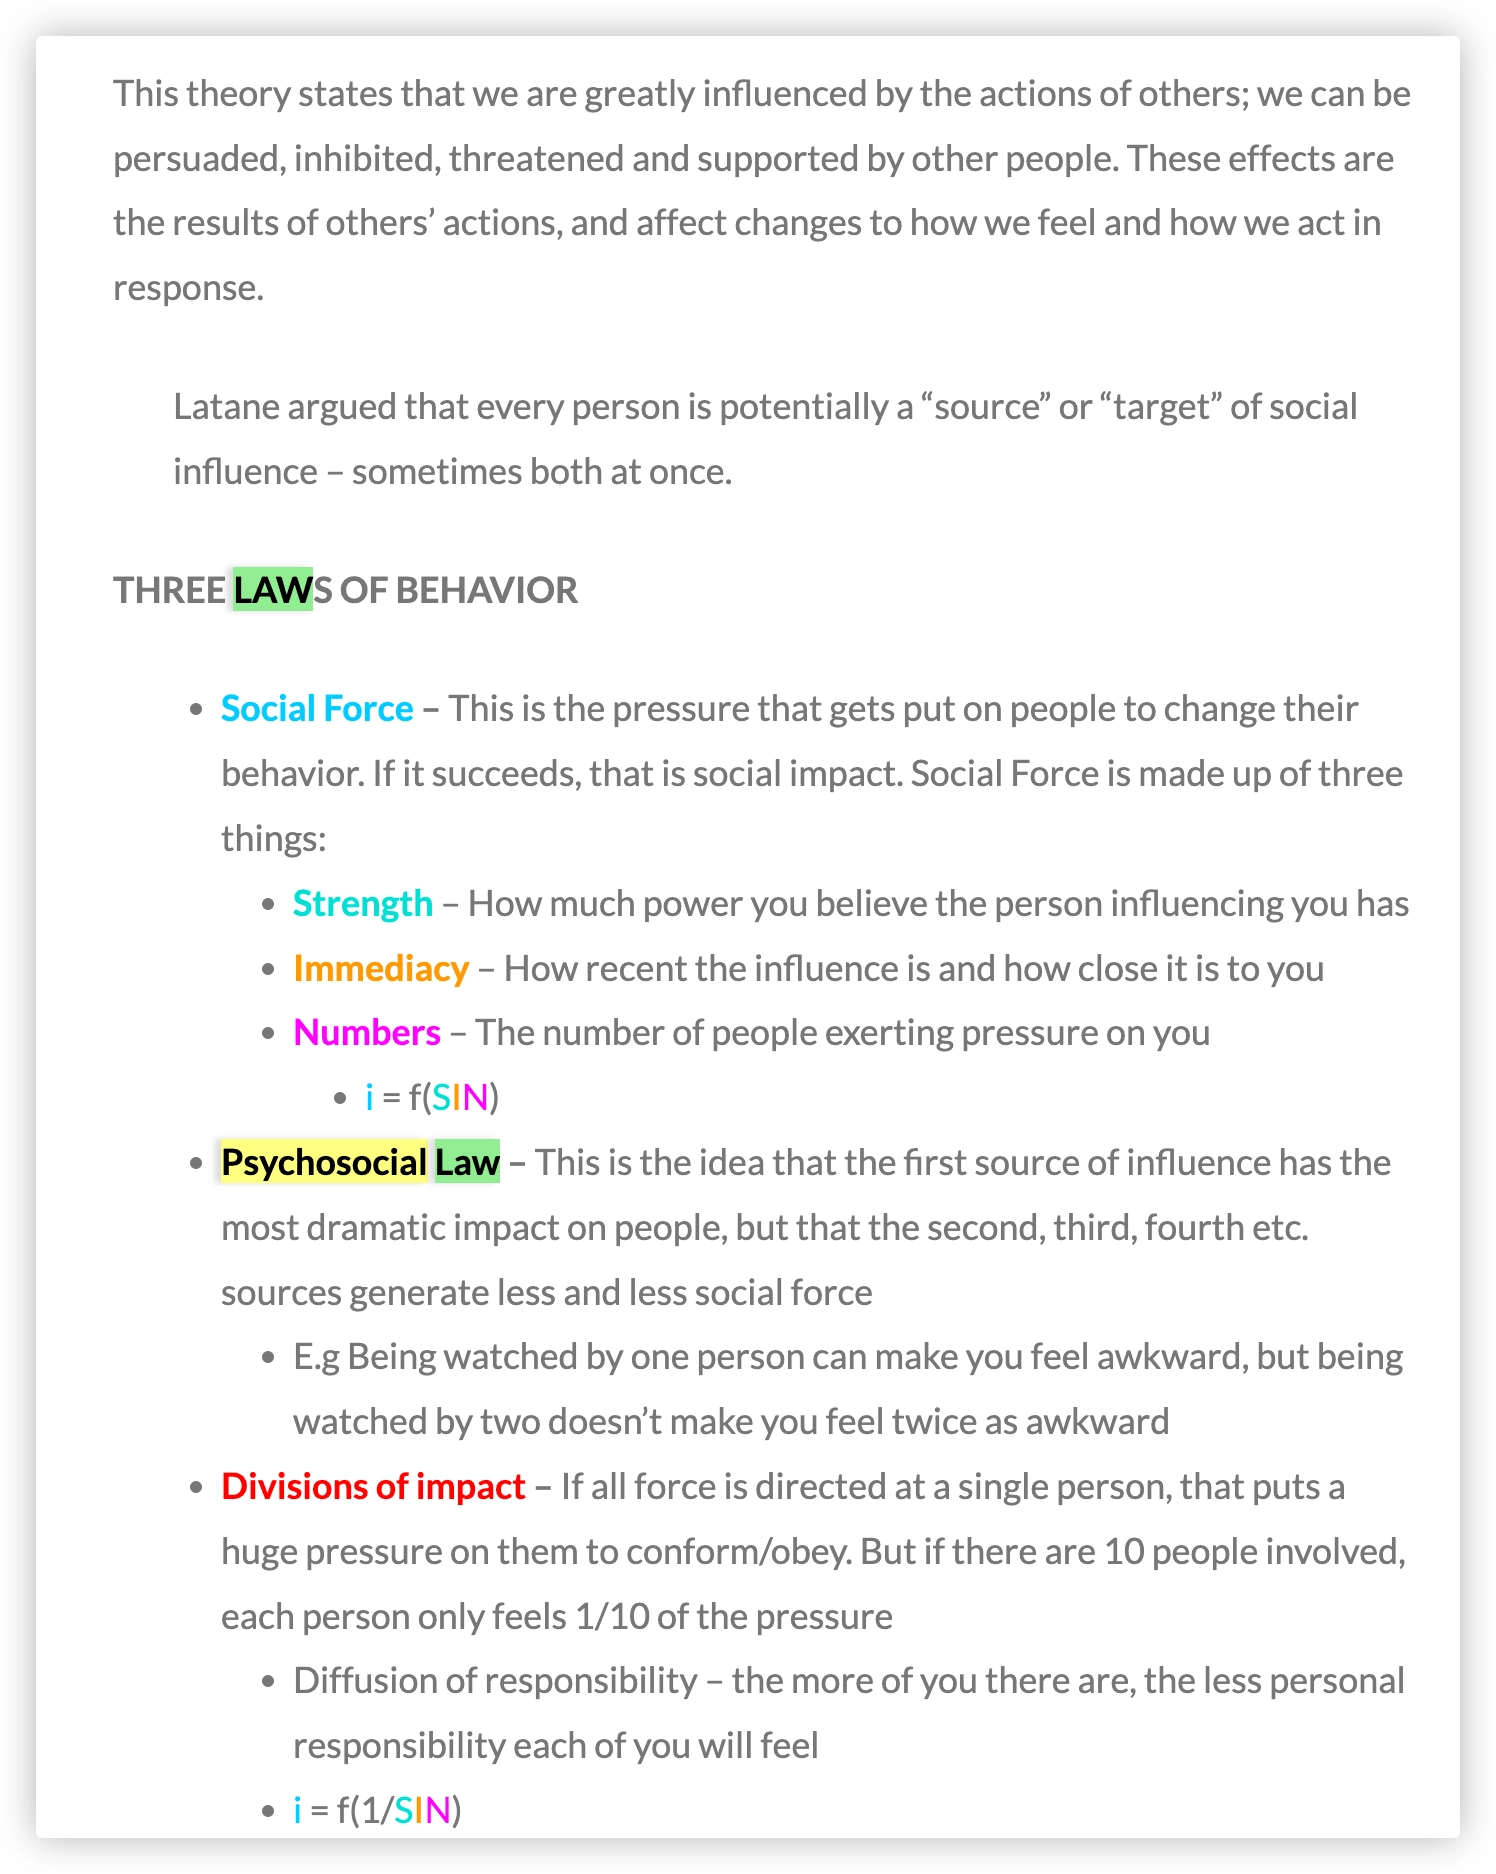 This theory states that we are greatly influenced by the actions of others; we can be
persuaded, inhibited, threatened and supported by other people. These effects are
the results of others’ actions, and affect changes to how we feel and how we act in
response.
Latane argued that every person is potentially a “source” or “target” of social
influence – sometimes both at once.
THREE LAWS OF BEHAVIOR
• Social Force – This is the pressure that gets put on people to change their
behavior. If it succeeds, that is social impact. Social Force is made up of three
things:
• Strength – How much power you believe the person influencing you has
• Immediacy – How recent the influence is and how close it is to you
• Numbers – The number of people exerting pressure on you
• i = f(SIN)
• Psychosocial Law – This is the idea that the first source of influence has the
most dramatic impact on people, but that the second, third, fourth etc.
sources generate less and less social force
• E.g Being watched by one person can make you feel awkward, but being
watched by two doesn’t make you feel twice as awkward
• Divisions of impact – If all force is directed at a single person, that puts a
huge pressure on them to conform/obey. But if there are 10 people involved,
each person only feels 1/10 of the pressure
• Diffusion of responsibility – the more of you there are, the less personal
responsibility each of you will feel
• i = f(1/SIN)